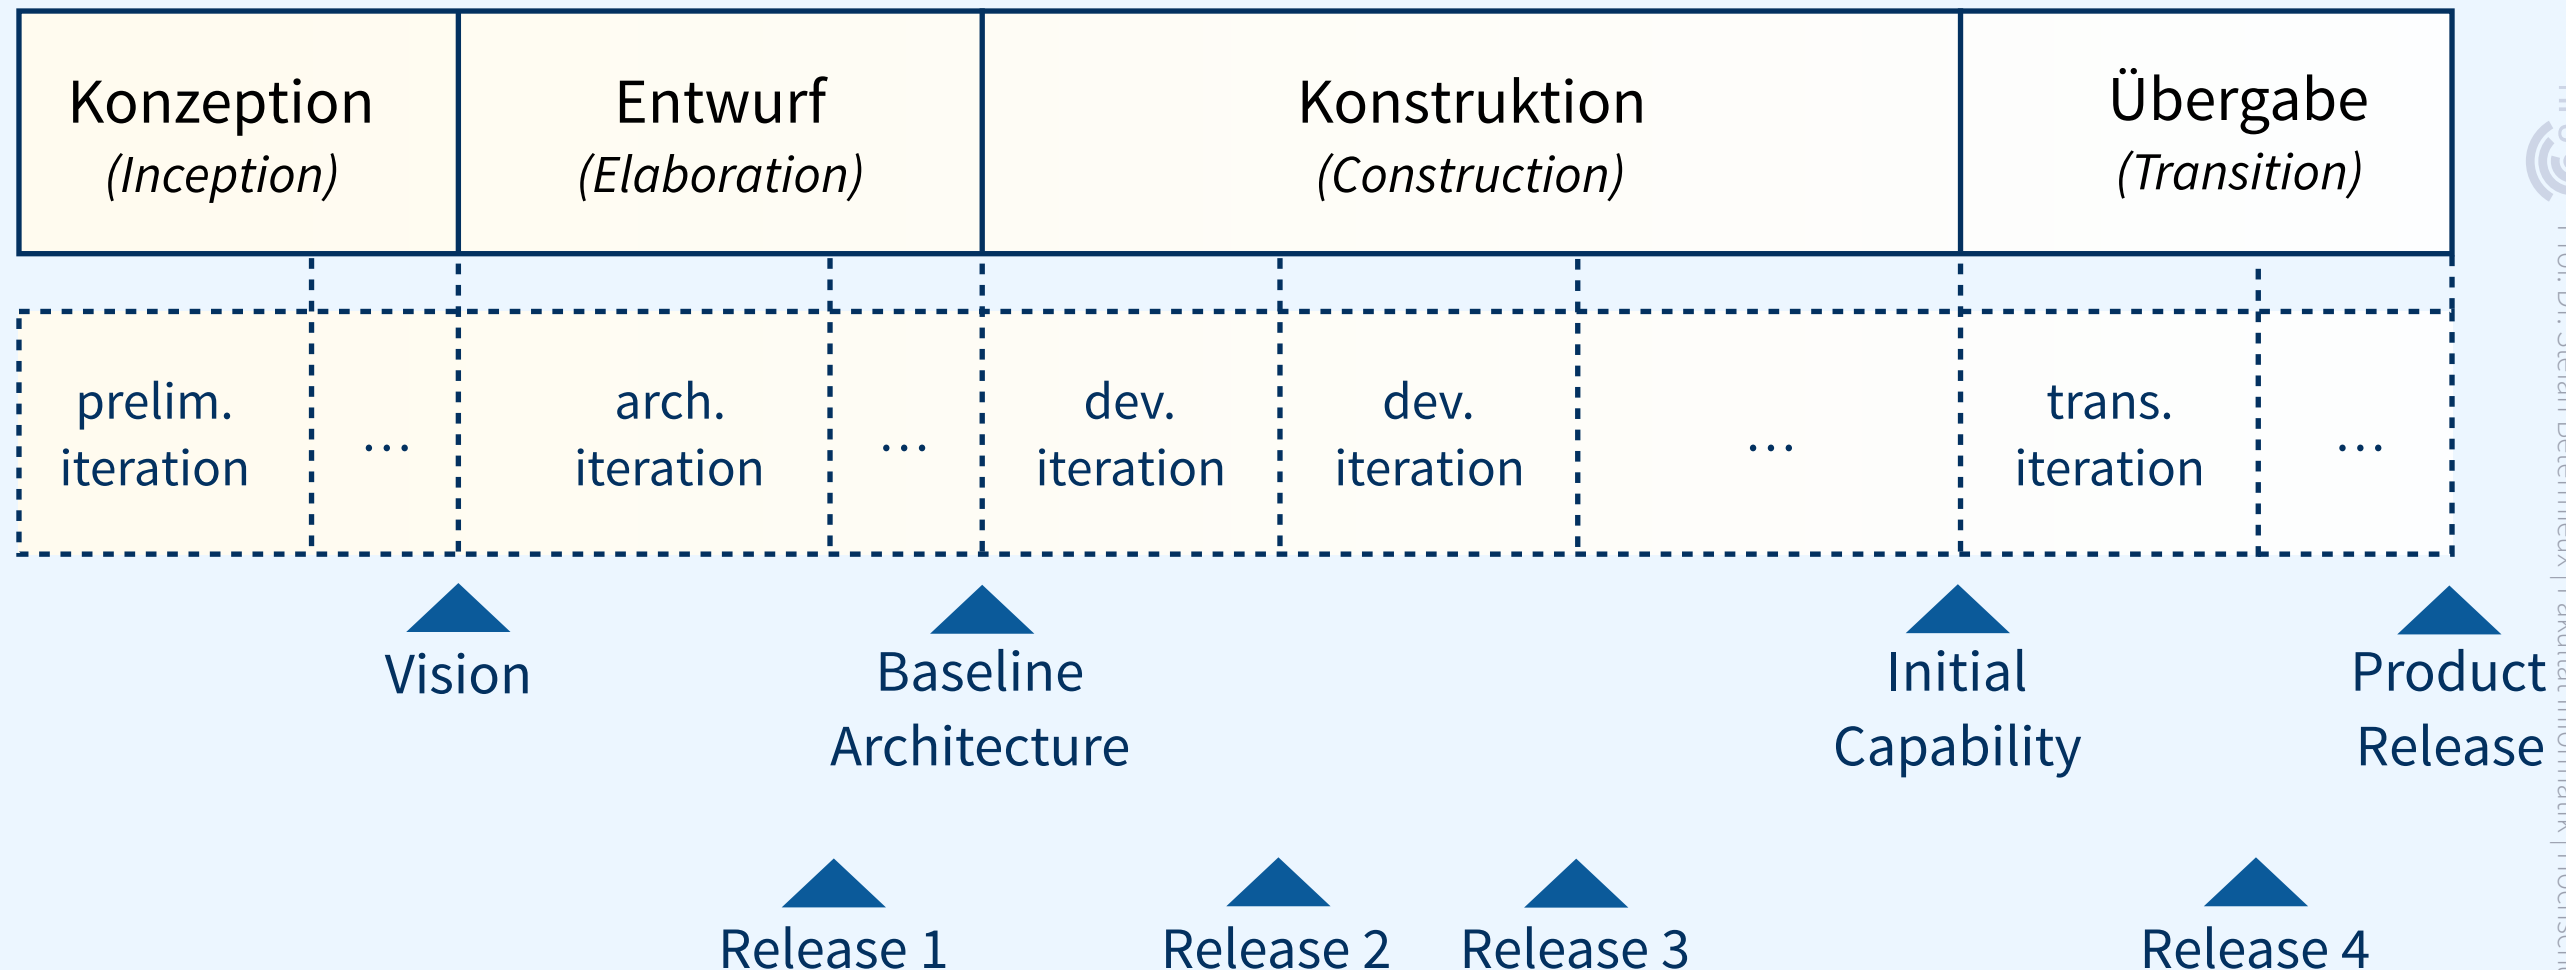 Konzeption
(Inception)
Entwurf
(Elaboration)
Konstruktion
(Construction)
Übergabe
(Transition)
prelim.
iteration
...
arch.
iteration
...
dev.
iteration
dev.
iteration
...
trans.
iteration
...
Vision
Baseline
Architecture
Initial
Capability
Product
Release
Release 1
Release 2
Release 3
Release 4